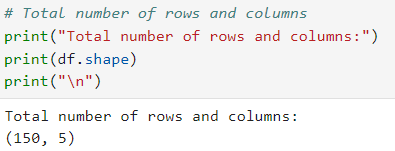 # Total number of rows and columns
print("Total number of rows and columns:")
print(df.shape)
print("\n")
Total number of rows and columns:
(150, 5)